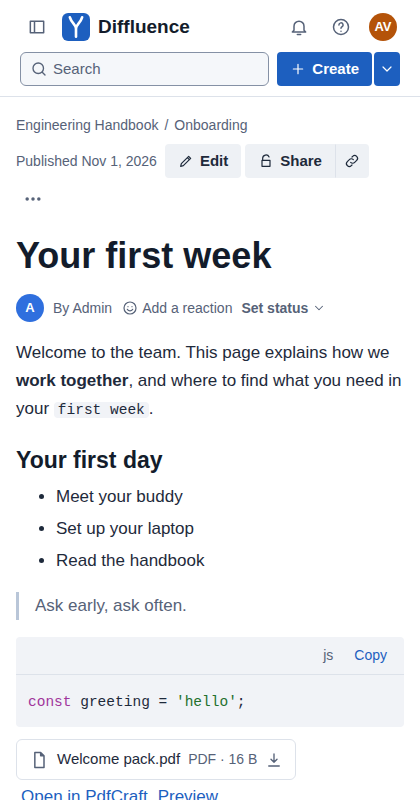 Diffluence
AV
Search
Create
Engineering Handbook / Onboarding
Published Nov 1, 2026
Edit
Share
Your first week
A
By Admin
Add a reaction
Set status
Welcome to the team. This page explains how we
work together, and where to find what you need in
your first week.
Your first day
• Meet your buddy
• Set up your laptop
• Read the handbook
Ask early, ask often.
js
Copy
const greeting = 'hello';
Welcome pack.pdf PDF · 16 B
Open in PdfCraft Preview